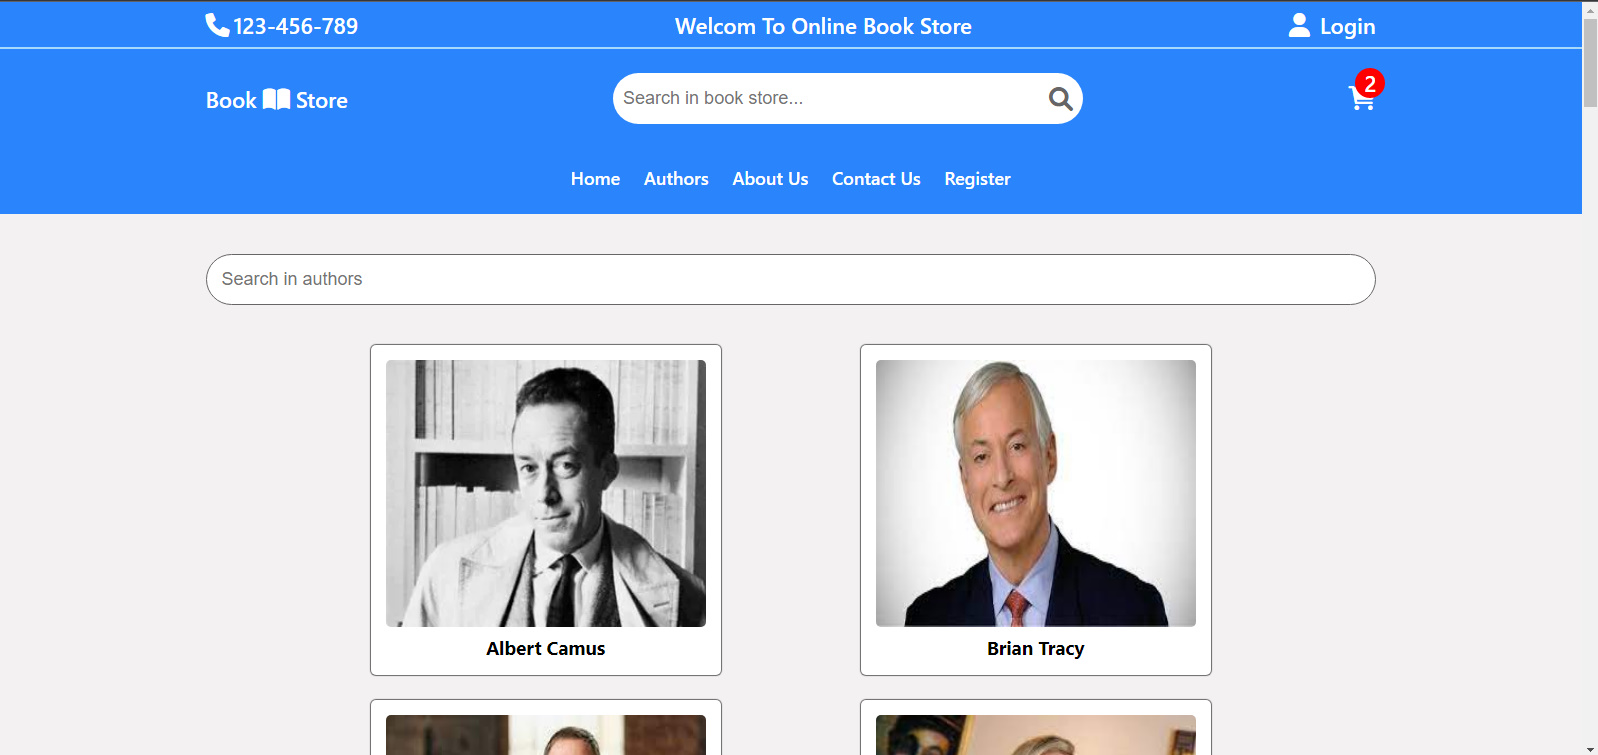 123-456-789
Welcom To Online Book Store
Login
Book Store
Search in book store...
2
Home Authors About Us Contact Us Register
Search in authors
Albert Camus
Brian Tracy